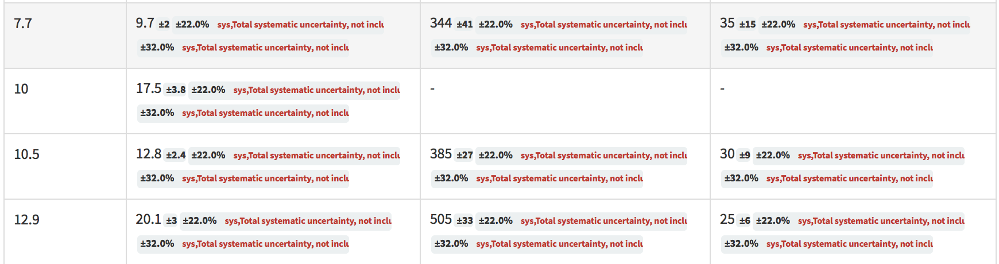 7.7 9.7 ±2 ±22.0% sys,Total systematic uncertainty, not inclu 344 ±41 ±22.0% sys,Total systematic uncertainty, not inclu 35 ±15 ±22.0% sys,Total systematic uncertainty, not inclu
±32.0% sys,Total systematic uncertainty, not inclu ±32.0% sys,Total systematic uncertainty, not inclu ±32.0% sys,Total systematic uncertainty, not inclu
10 17.5 ±3.8 ±22.0% sys,Total systematic uncertainty, not inclu - -
±32.0% sys,Total systematic uncertainty, not inclu
10.5 12.8 ±2.4 ±22.0% sys,Total systematic uncertainty, not inclu 385 ±27 ±22.0% sys,Total systematic uncertainty, not inclu 30 ±9 ±22.0% sys,Total systematic uncertainty, not inclu
±32.0% sys,Total systematic uncertainty, not inclu ±32.0% sys,Total systematic uncertainty, not inclu ±32.0% sys,Total systematic uncertainty, not inclu
12.9 20.1 ±3 ±22.0% sys,Total systematic uncertainty, not inclu 505 ±33 ±22.0% sys,Total systematic uncertainty, not inclu 25 ±6 ±22.0% sys,Total systematic uncertainty, not inclu
±32.0% sys,Total systematic uncertainty, not inclu ±32.0% sys,Total systematic uncertainty, not inclu ±32.0% sys,Total systematic uncertainty, not inclu